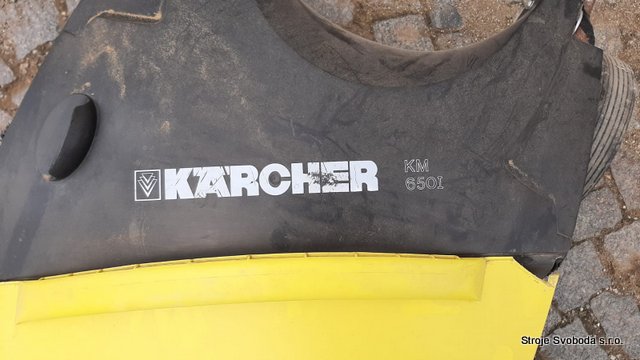 KÄRCHER
KM
650I
Stroje Svoboda s.r.o.